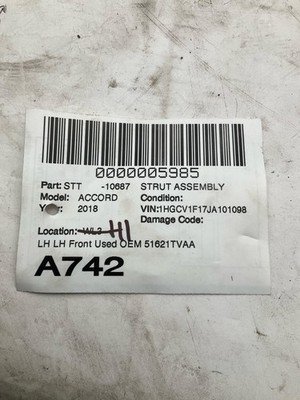 0000005985
Part: STT -10687 STRUT ASSEMBLY
Model: ACCORD Condition:
Year: 2018 VIN:1HGCV1F17JA101098
Damage Code:
Location: WL3 H1
LH LH Front Used OEM 51621TVAA
A742